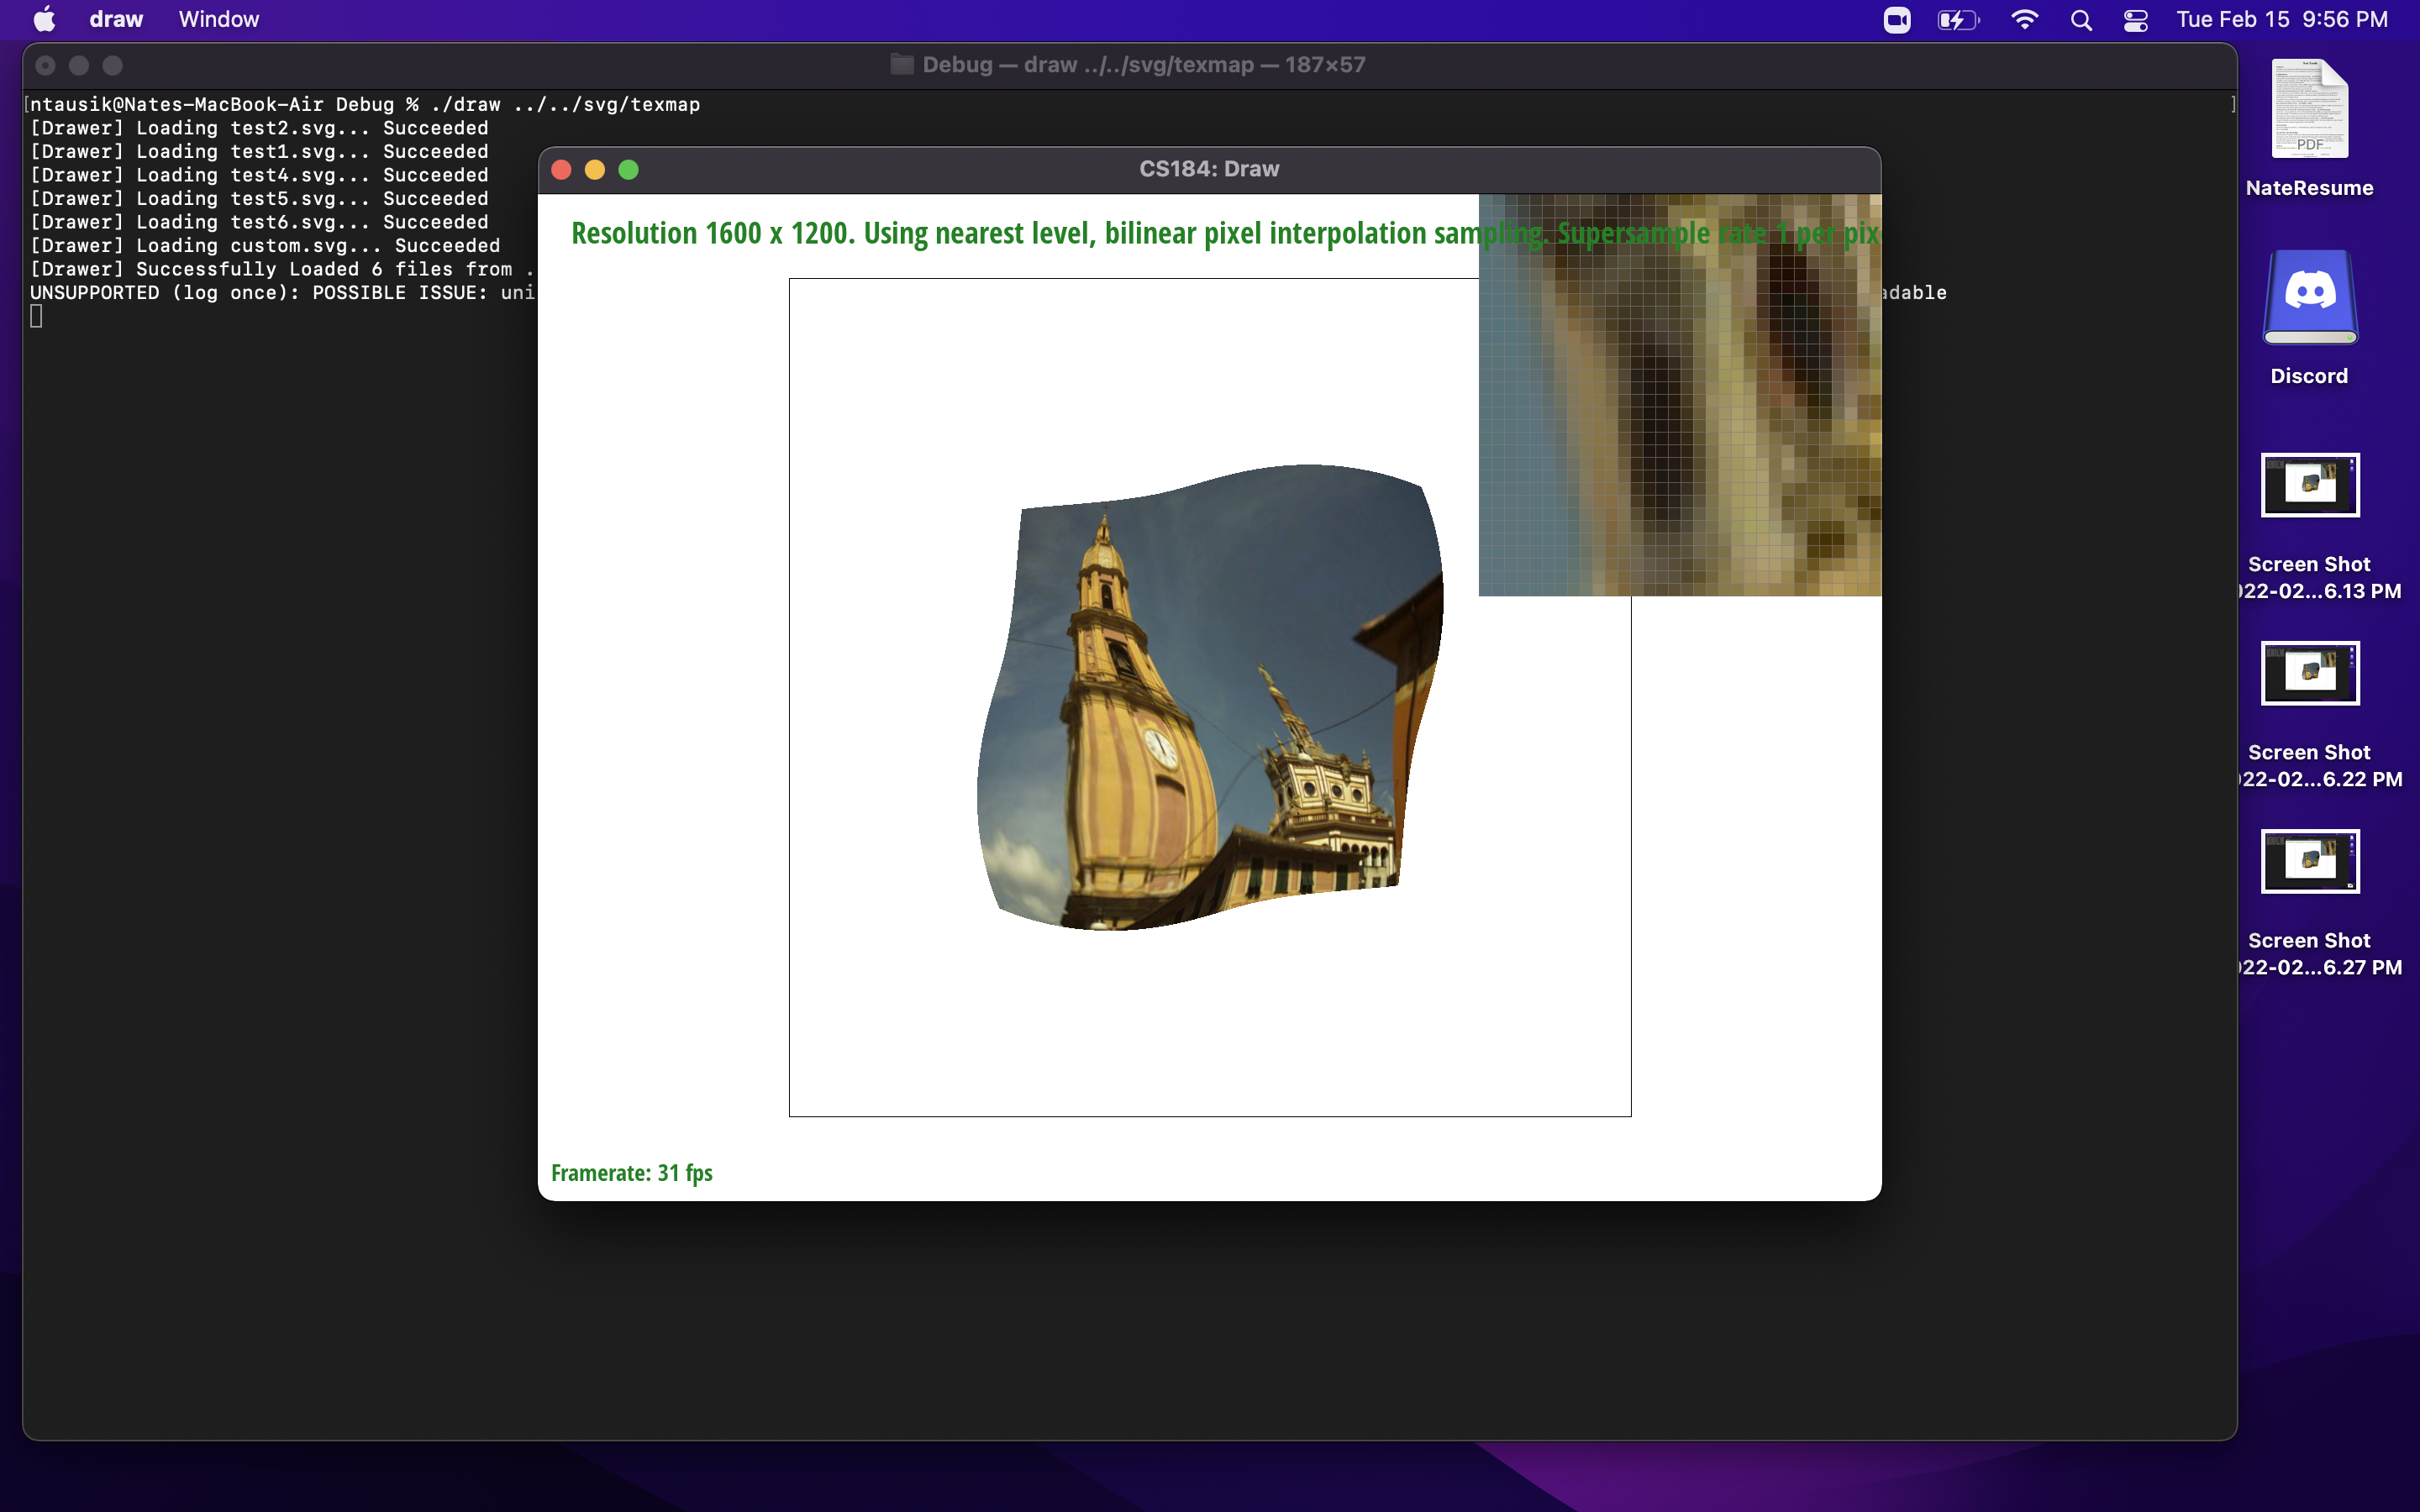 draw Window Tue Feb 15 9:56 PM
Debug — draw ../../svg/texmap — 187×57
[ntausik@Nates-MacBook-Air Debug % ./draw ../../svg/texmap ]
[Drawer] Loading test2.svg... Succeeded
[Drawer] Loading test1.svg... Succeeded
[Drawer] Loading test4.svg... Succeeded
[Drawer] Loading test5.svg... Succeeded
[Drawer] Loading test6.svg... Succeeded
[Drawer] Loading custom.svg... Succeeded
[Drawer] Successfully Loaded 6 files from .
UNSUPPORTED (log once): POSSIBLE ISSUE: uni adable
CS184: Draw
Resolution 1600 x 1200. Using nearest level, bilinear pixel interpolation sampling. Supersample rate 1 per pix
Framerate: 31 fps
PDF
NateResume
Discord
Screen Shot
022-02...6.13 PM
Screen Shot
022-02...6.22 PM
Screen Shot
022-02...6.27 PM